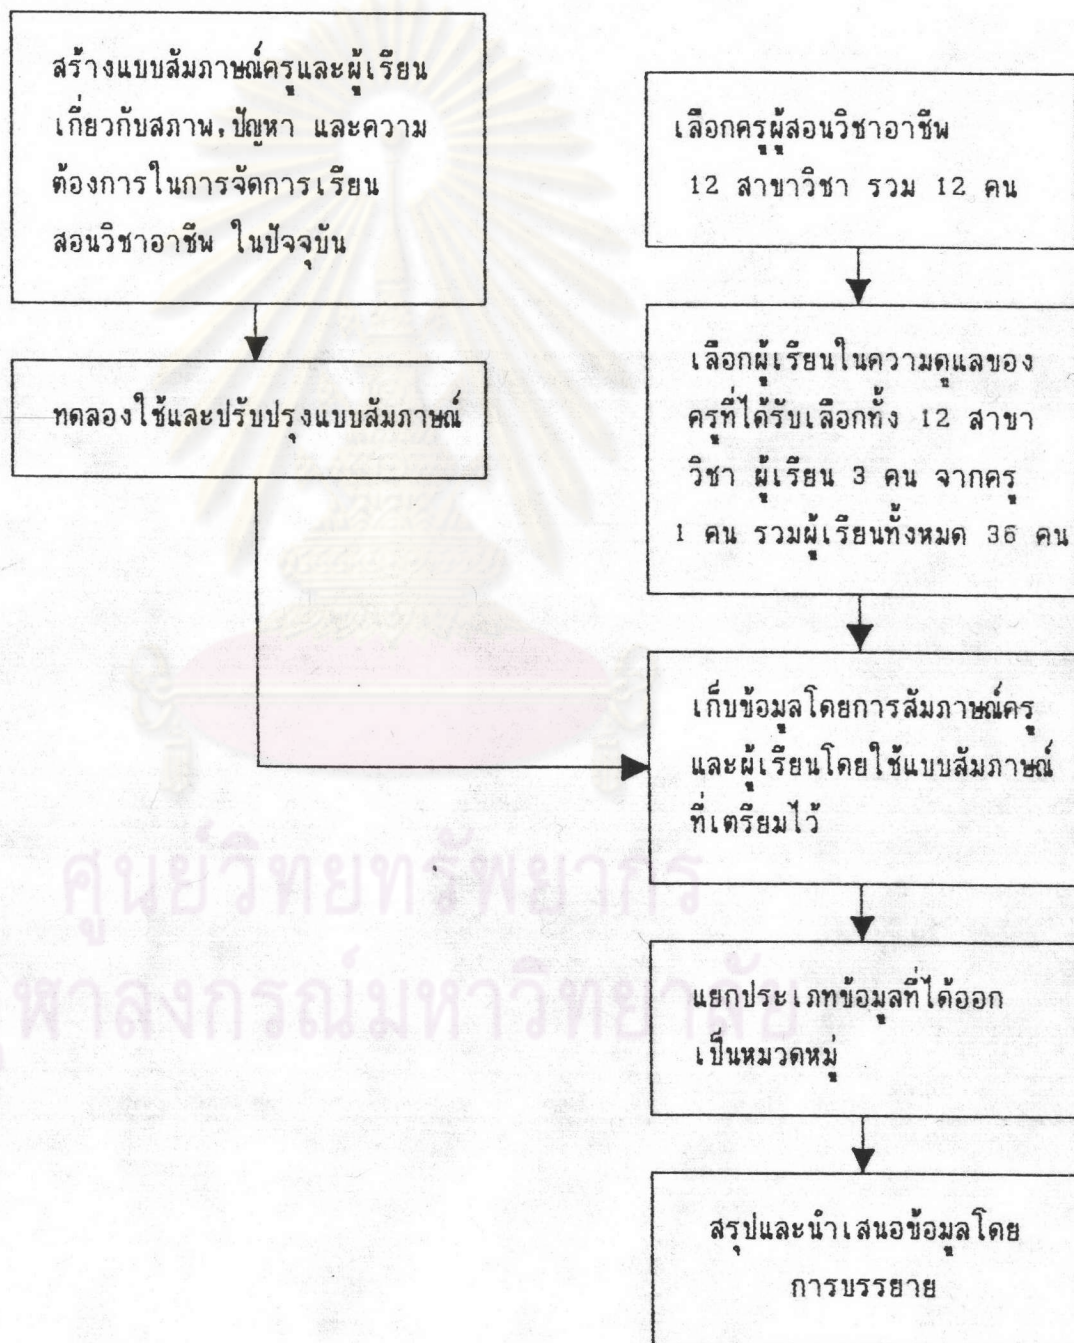 สร้างแบบสัมภาษณ์ครูและผู้เรียน
เกี่ยวกับสภาพ,ปัญหา และความ
ต้องการในการจัดการเรียน
สอนวิชาอาชีพ ในปัจจุบัน
ทดลองใช้และปรับปรุงแบบสัมภาษณ์
เลือกครูผู้สอนวิชาอาชีพ
12 สาขาวิชา รวม 12 คน
เลือกผู้เรียนในความดูแลของ
ครูที่ได้รับเลือกทั้ง 12 สาขา
วิชา ผู้เรียน 3 คน จากครู
1 คน รวมผู้เรียนทั้งหมด 36 คน
เก็บข้อมูลโดยการสัมภาษณ์ครู
และผู้เรียนโดยใช้แบบสัมภาษณ์
ที่เตรียมไว้
แยกประเภทข้อมูลที่ได้ออก
เป็นหมวดหมู่
สรุปและนำเสนอข้อมูลโดย
การบรรยาย
ศูนย์วิทยทรัพยากร
จุฬาลงกรณ์มหาวิทยาลัย